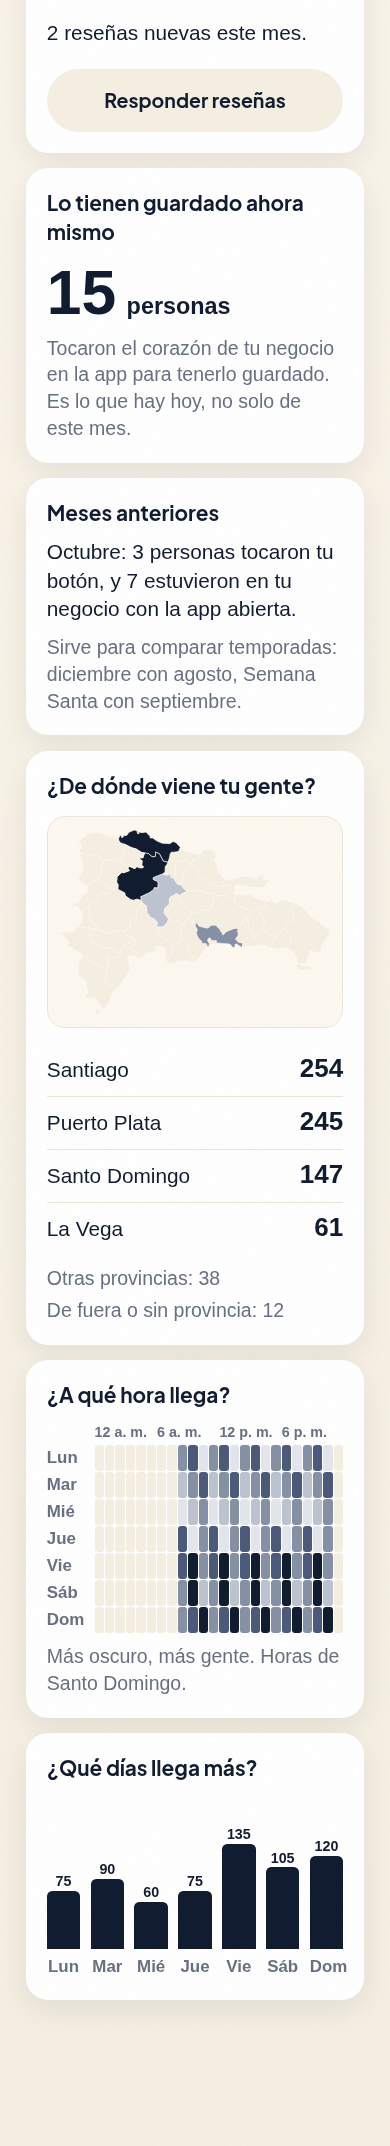 2 reseñas nuevas este mes.
Responder reseñas
Lo tienen guardado ahora
mismo
15 personas
Tocaron el corazón de tu negocio
en la app para tenerlo guardado.
Es lo que hay hoy, no solo de
este mes.
Meses anteriores
Octubre: 3 personas tocaron tu
botón, y 7 estuvieron en tu
negocio con la app abierta.
Sirve para comparar temporadas:
diciembre con agosto, Semana
Santa con septiembre.
¿De dónde viene tu gente?
Santiago 254
Puerto Plata 245
Santo Domingo 147
La Vega 61
Otras provincias: 38
De fuera o sin provincia: 12
¿A qué hora llega?
12 a. m. 6 a. m. 12 p. m. 6 p. m.
Lun
Mar
Mié
Jue
Vie
Sáb
Dom
Más oscuro, más gente. Horas de
Santo Domingo.
¿Qué días llega más?
75 90 60 75 135 105 120
Lun Mar Mié Jue Vie Sáb Dom